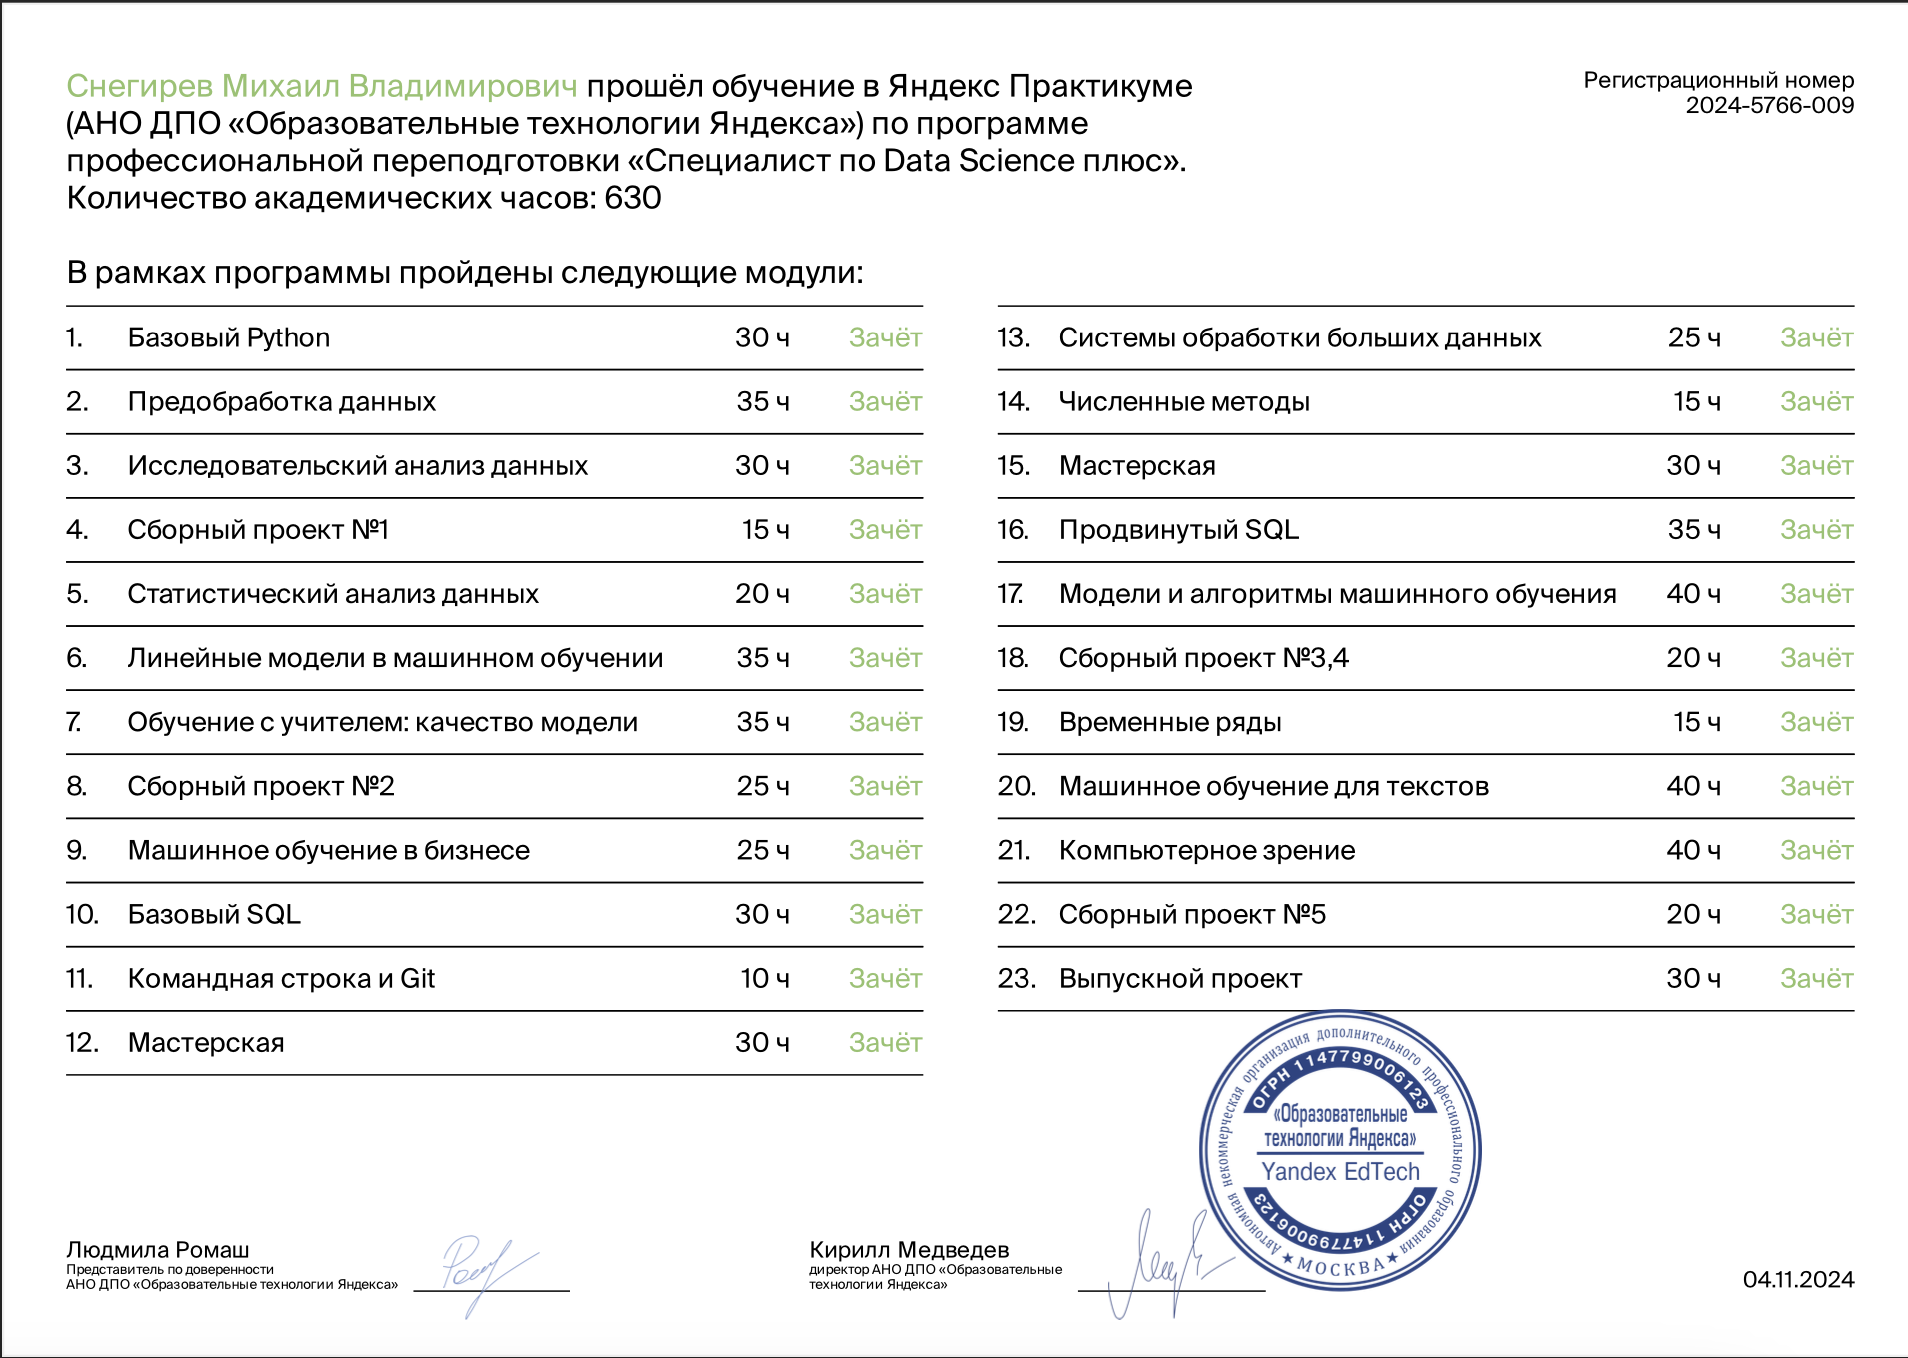 Снегирев Михаил Владимирович прошёл обучение в Яндекс Практикуме
(АНО ДПО «Образовательные технологии Яндекса») по программе
профессиональной переподготовки «Специалист по Data Science плюс».
Количество академических часов: 630
Регистрационный номер
2024-5766-009
В рамках программы пройдены следующие модули:
1. Базовый Python 30 ч Зачёт
2. Предобработка данных 35 ч Зачёт
3. Исследовательский анализ данных 30 ч Зачёт
4. Сборный проект №1 15 ч Зачёт
5. Статистический анализ данных 20 ч Зачёт
6. Линейные модели в машинном обучении 35 ч Зачёт
7. Обучение с учителем: качество модели 35 ч Зачёт
8. Сборный проект №2 25 ч Зачёт
9. Машинное обучение в бизнесе 25 ч Зачёт
10. Базовый SQL 30 ч Зачёт
11. Командная строка и Git 10 ч Зачёт
12. Мастерская 30 ч Зачёт
13. Системы обработки больших данных 25 ч Зачёт
14. Численные методы 15 ч Зачёт
15. Мастерская 30 ч Зачёт
16. Продвинутый SQL 35 ч Зачёт
17. Модели и алгоритмы машинного обучения 40 ч Зачёт
18. Сборный проект №3,4 20 ч Зачёт
19. Временные ряды 15 ч Зачёт
20. Машинное обучение для текстов 40 ч Зачёт
21. Компьютерное зрение 40 ч Зачёт
22. Сборный проект №5 20 ч Зачёт
23. Выпускной проект 30 ч Зачёт
Автономная некоммерческая организация дополнительного профессионального образования
ОГРН 1147799006123
«Образовательные
технологии Яндекса»
Yandex EdTech
ОГРН 1147799006123
★ МОСКВА ★
Людмила Ромаш
Представитель по доверенности
АНО ДПО «Образовательные технологии Яндекса»
Кирилл Медведев
директор АНО ДПО «Образовательные
технологии Яндекса»
04.11.2024